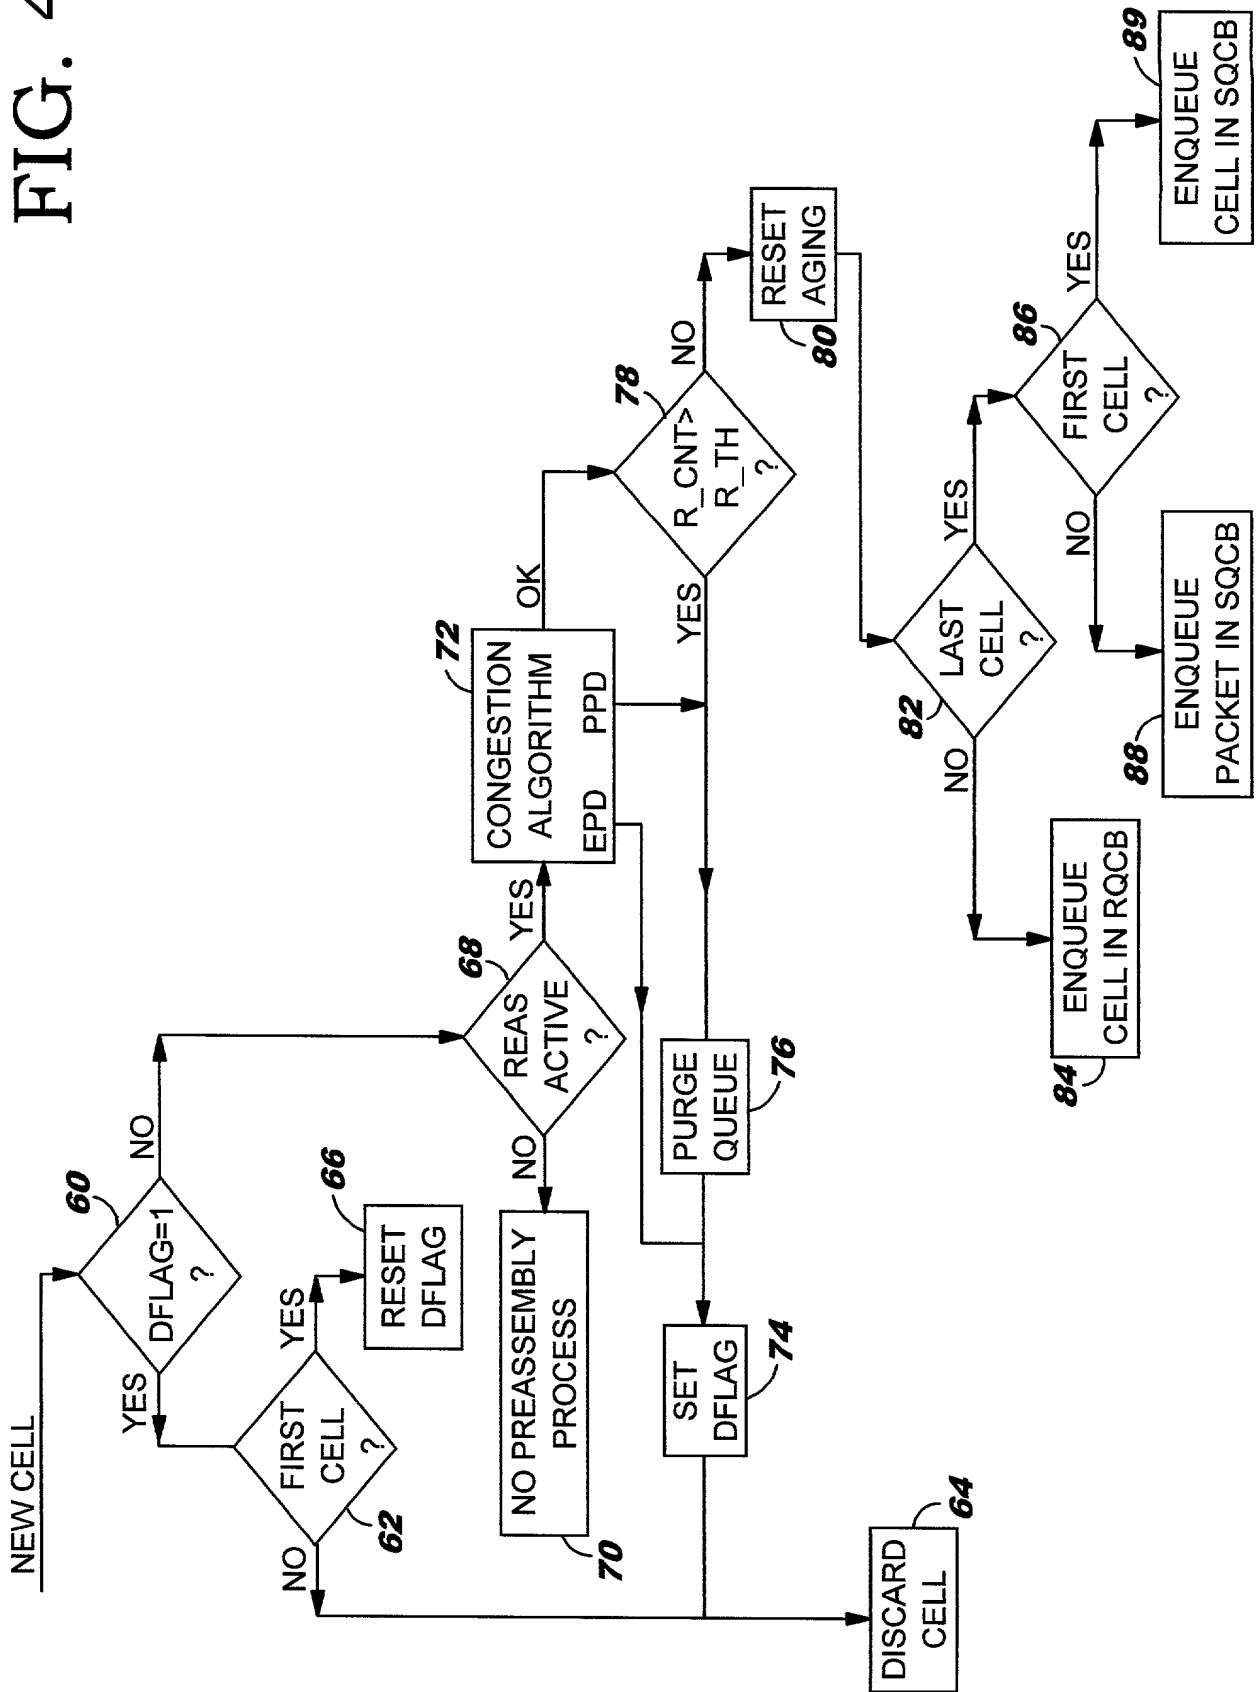 FIG. 4
NEW CELL
60
DFLAG=1
?
YES
NO
62
FIRST
CELL
?
NO
YES
66
RESET
DFLAG
68
REAS
ACTIVE
?
NO
YES
70
NO PREASSEMBLY
PROCESS
72
CONGESTION
ALGORITHM
EPD PPD
OK
78
R_CNT>
R_TH
?
YES
NO
76
PURGE
QUEUE
74
SET
DFLAG
64
DISCARD
CELL
80
RESET
AGING
82
LAST
CELL
?
NO
YES
84
ENQUEUE
CELL IN RQCB
86
FIRST
CELL
?
NO
YES
88
ENQUEUE
PACKET IN SQCB
89
ENQUEUE
CELL IN SQCB